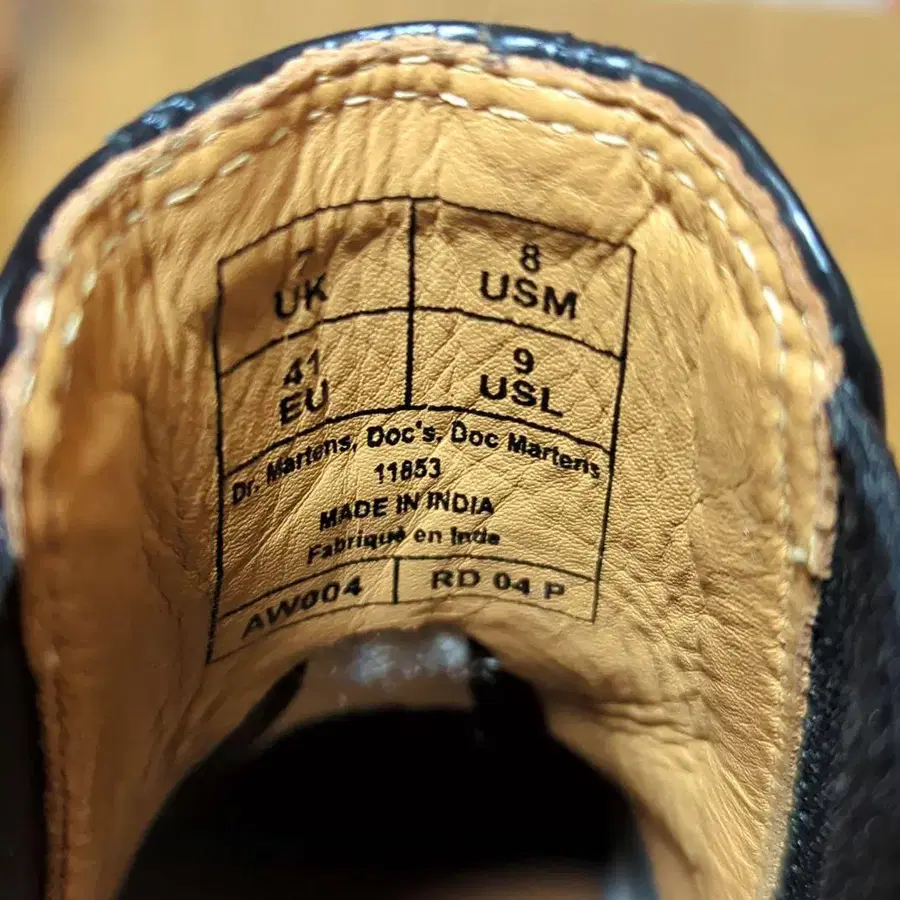 7 8
UK USM
41 9
EU USL
Dr. Martens, Doc's, Doc Martens
11853
MADE IN INDIA
Fabriqué en Inde
AW004 RD 04 P